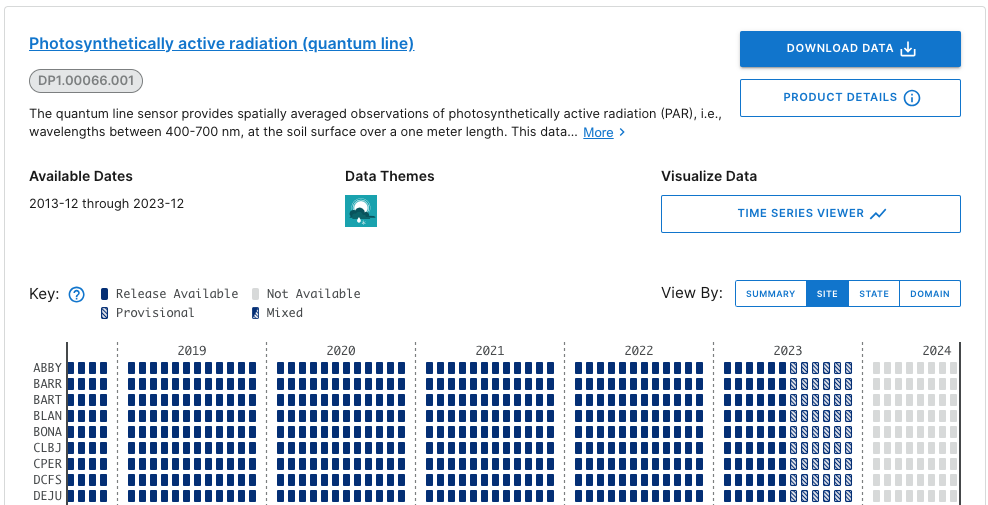 Photosynthetically active radiation (quantum line)
DOWNLOAD DATA
DP1.00066.001
PRODUCT DETAILS
The quantum line sensor provides spatially averaged observations of photosynthetically active radiation (PAR), i.e.,
wavelengths between 400-700 nm, at the soil surface over a one meter length. This data... More
Available Dates
Data Themes
Visualize Data
2013-12 through 2023-12
TIME SERIES VIEWER
Key: ? Release Available Not Available
Provisional Mixed
View By: SUMMARY SITE STATE DOMAIN
2019 2020 2021 2022 2023 2024
ABBY
BARR
BART
BLAN
BONA
CLBJ
CPER
DCFS
DEJU